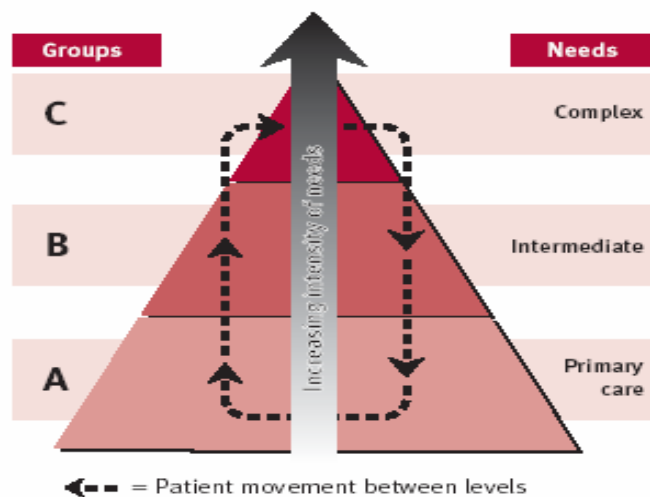 Groups
Needs
C
Complex
B
Intermediate
A
Primary
care
Increasing intensity of needs
= Patient movement between levels